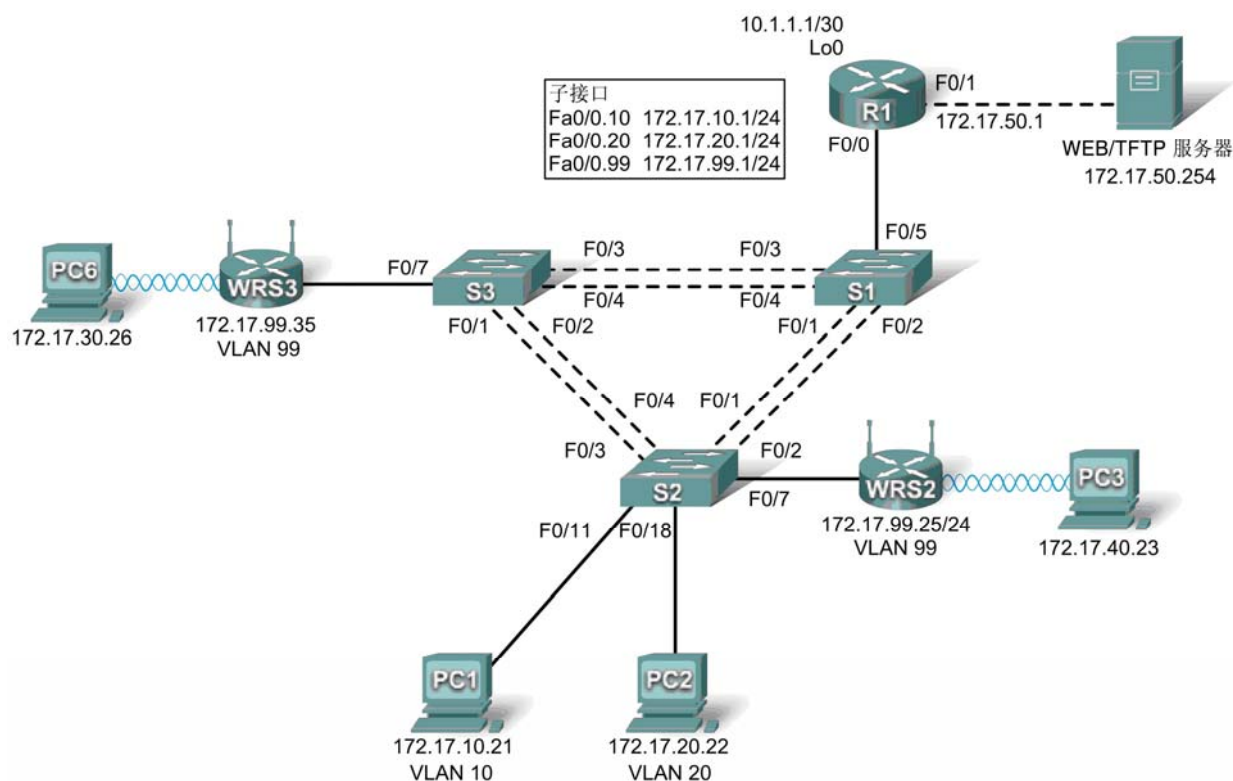 10.1.1.1/30
Lo0
子接口
Fa0/0.10 172.17.10.1/24
Fa0/0.20 172.17.20.1/24
Fa0/0.99 172.17.99.1/24
R1
F0/1
172.17.50.1
F0/0
WEB/TFTP 服务器
172.17.50.254
F0/5
PC6
172.17.30.26
WRS3
172.17.99.35
VLAN 99
F0/7
S3
F0/3
F0/3
F0/4
F0/4
S1
F0/1
F0/2
F0/1
F0/2
F0/4
F0/1
F0/3
F0/2
S2
F0/7
WRS2
172.17.99.25/24
VLAN 99
PC3
172.17.40.23
F0/11
F0/18
PC1
172.17.10.21
VLAN 10
PC2
172.17.20.22
VLAN 20